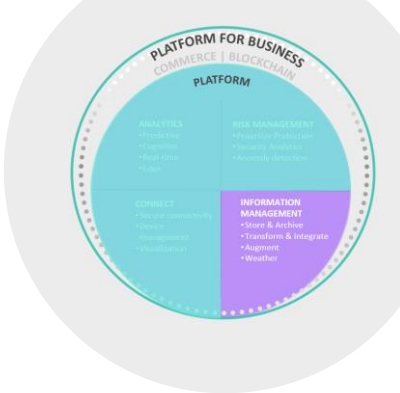 PLATFORM FOR BUSINESS
COMMERCE | BLOCKCHAIN
PLATFORM
ANALYTICS
•Predictive
•Cognitive
•Real-time
•Edge
RISK MANAGEMENT
•Proactive Protection
•Security Analytics
•Anomaly detection
CONNECT
•Secure connectivity
•Device
management
•Visualization
INFORMATION
MANAGEMENT
•Store & Archive
•Transform & Integrate
•Augment
•Weather